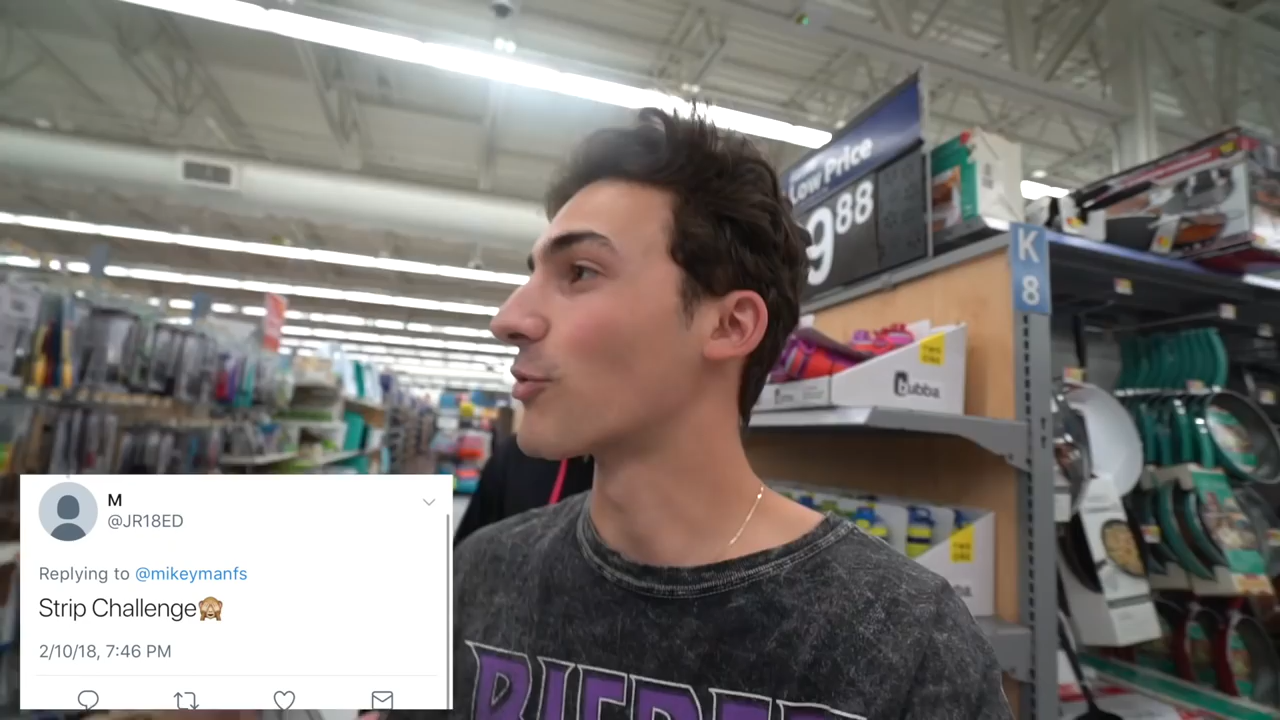 Low Price
9 88
K
8
bubba
M
@JR18ED
Replying to @mikeymanfs
Strip Challenge🙈
2/10/18, 7:46 PM